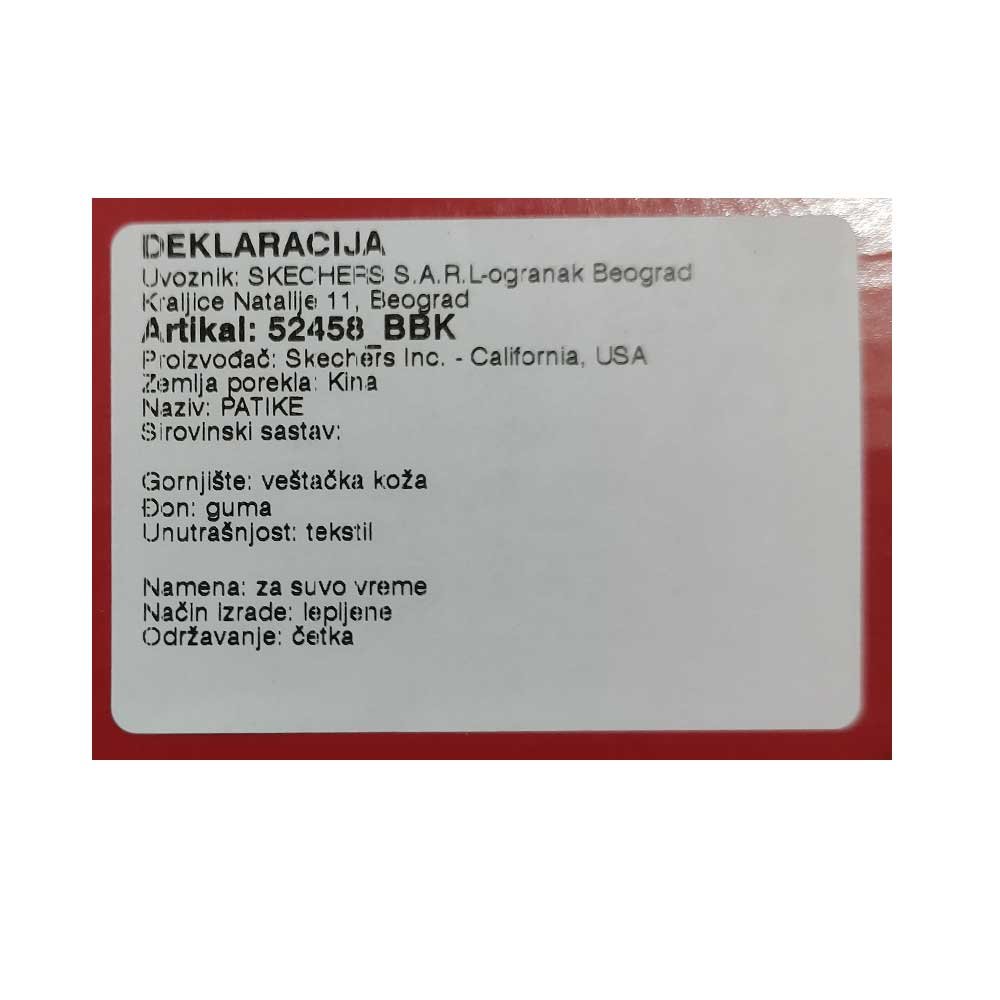 DEKLARACIJA
Uvoznik: SKECHERS S.A.R.L-ogranak Beograd
Kraljice Natalije 11, Beograd
Artikal: 52458_BBK
Proizvođač: Skechers Inc. - California, USA
Zemlja porekla: Kina
Naziv: PATIKE
Sirovinski sastav:
Gornjište: veštačka koža
Đon: guma
Unutrašnjost: tekstil
Namena: za suvo vreme
Način izrade: lepljene
Održavanje: četka